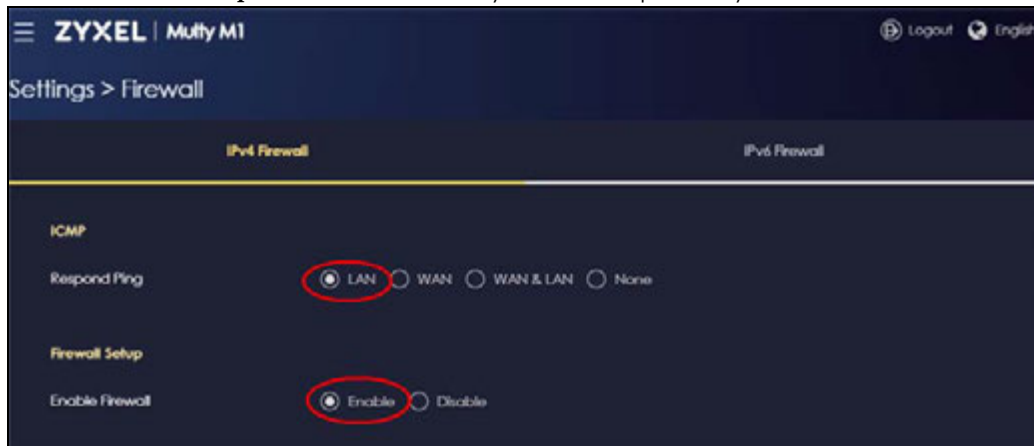 ZYXEL | Multy M1
Logout English
Settings > Firewall
IPv4 Firewall IPv6 Firewall
ICMP
Respond Ping LAN WAN WAN & LAN None
Firewall Setup
Enable Firewall Enable Disable